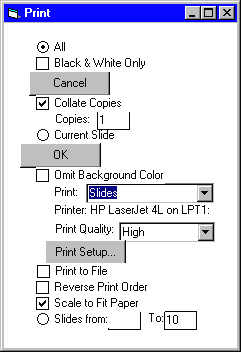 Print
All
Black & White Only
Cancel
Collate Copies
Copies: 1
Current Slide
OK
Omit Background Color
Print: Slides
Printer: HP LaserJet 4L on LPT1:
Print Quality: High
Print Setup...
Print to File
Reverse Print Order
Scale to Fit Paper
Slides from: To: 10